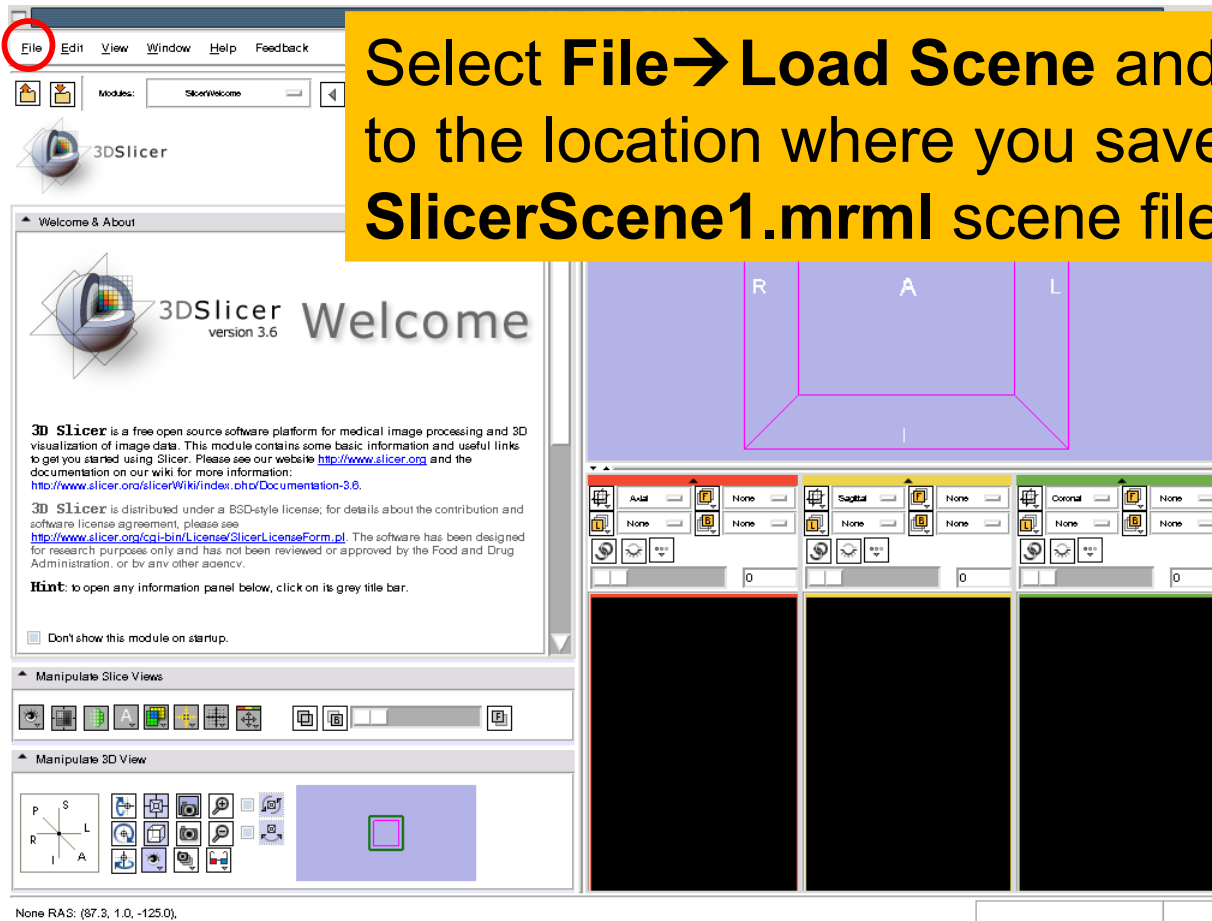 File Edit View Window Help Feedback
Select File→Load Scene and
to the location where you save
SlicerScene1.mrml scene file
Modules: SlicerWelcome
3DSlicer
Welcome & About
3DSlicer
version 3.6
Welcome
3D Slicer is a free open source software platform for medical image processing and 3D
visualization of image data. This module contains some basic information and useful links
to get you started using Slicer. Please see our website http://www.slicer.org and the
documentation on our wiki for more information:
http://www.slicer.org/slicerWiki/index.php/Documentation-3.6.
3D Slicer is distributed under a BSD-style license; for details about the contribution and
software license agreement, please see
http://www.slicer.org/cgi-bin/License/SlicerLicenseForm.pl. The software has been designed
for research purposes only and has not been reviewed or approved by the Food and Drug
Administration, or by any other agency.
Hint: to open any information panel below, click on its grey title bar.
Don't show this module on startup.
Manipulate Slice Views
A
B
F
Manipulate 3D View
P S
L
R
I A
R A L
I
Axial F None Sagittal F None Coronal F None
L None B None L None B None L None B None
0 0 0
None RAS: (87.3, 1.0, -125.0),